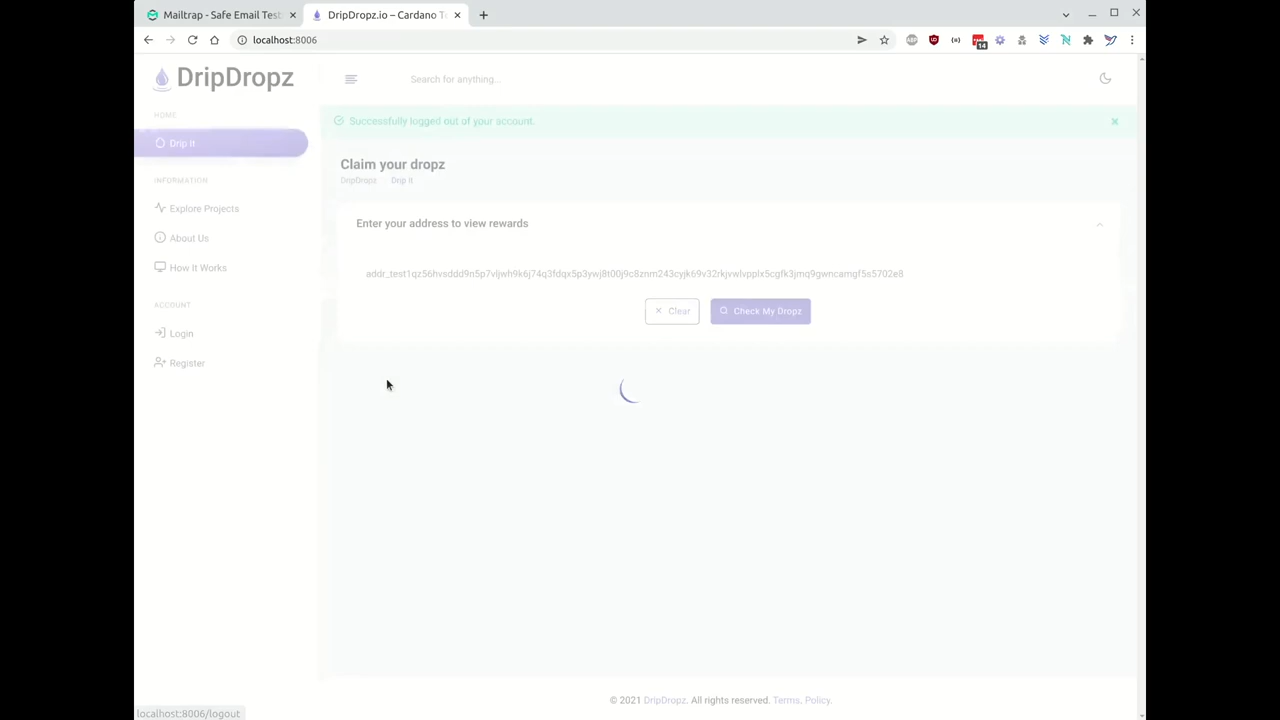 Mailtrap - Safe Email Test
DripDropz.io – Cardano T
localhost:8006
14
DripDropz
Search for anything...
HOME
Drip It
Successfully logged out of your account.
Claim your dropz
DripDropz Drip It
INFORMATION
Explore Projects
About Us
How It Works
Enter your address to view rewards
addr_test1qz56hvsddd9n5p7vljwh9k6j74q3fdqx5p3ywj8t00j9c8znm243cyjk69v32rkjvwlvpplx5cgfk3jmq9gwncamgf5s5702e8
Clear
Check My Dropz
ACCOUNT
Login
Register
© 2021 DripDropz. All rights reserved. Terms. Policy.
localhost:8006/logout